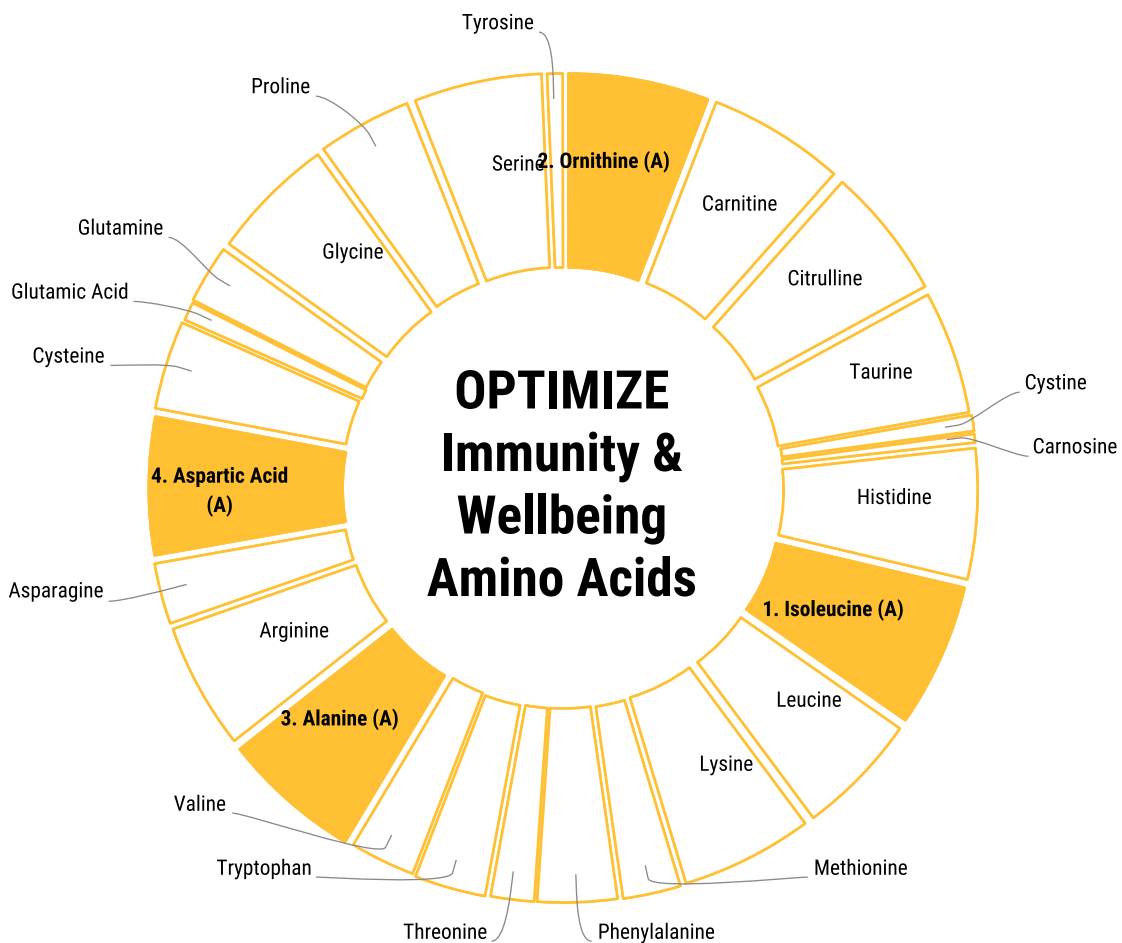 Tyrosine
2. Ornithine (A)
Carnitine
Citrulline
Taurine
Cystine
Carnosine
Histidine
1. Isoleucine (A)
Leucine
Lysine
Methionine
Phenylalanine
Threonine
Tryptophan
Valine
3. Alanine (A)
Arginine
Asparagine
4. Aspartic Acid
(A)
Cysteine
Glutamic Acid
Glutamine
Glycine
Proline
Serine
OPTIMIZE
Immunity &
Wellbeing
Amino Acids